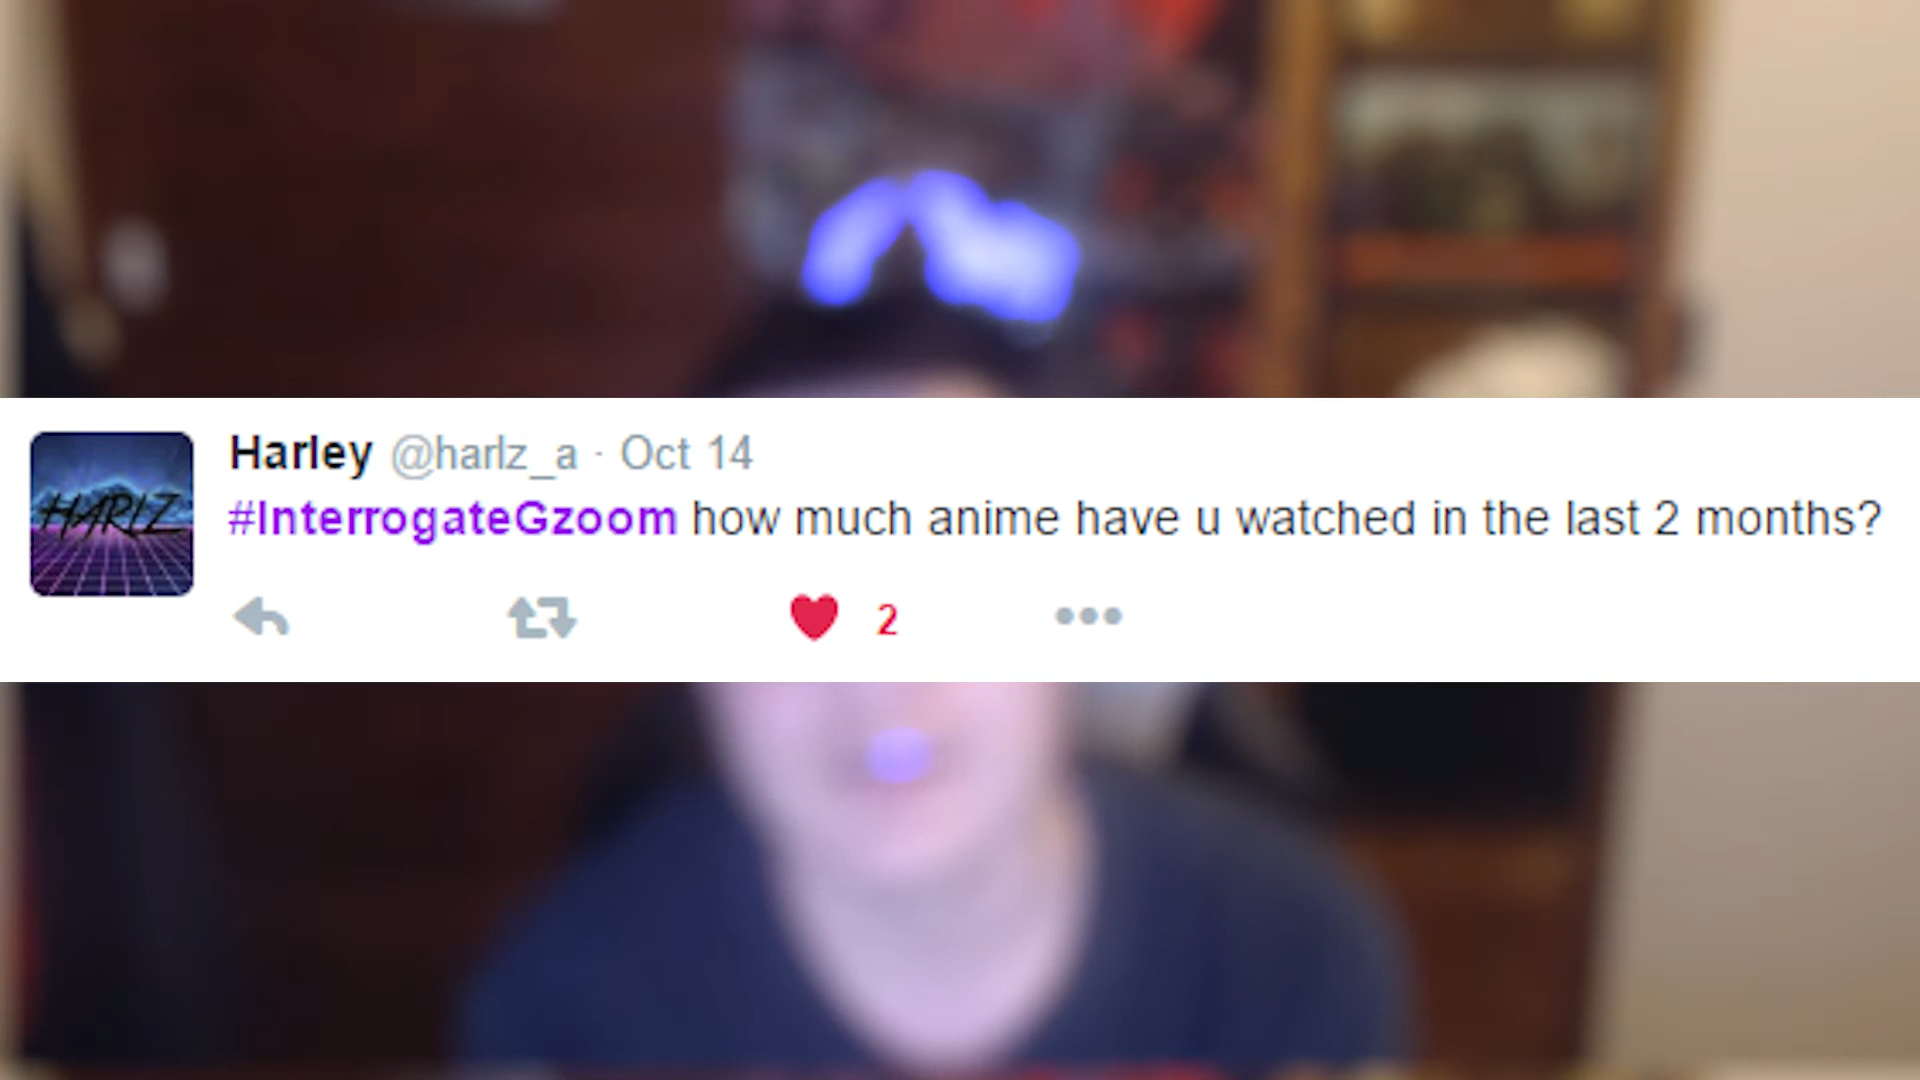 Harley @harlz_a · Oct 14
#InterrogateGzoom how much anime have u watched in the last 2 months?
HARLZ
2